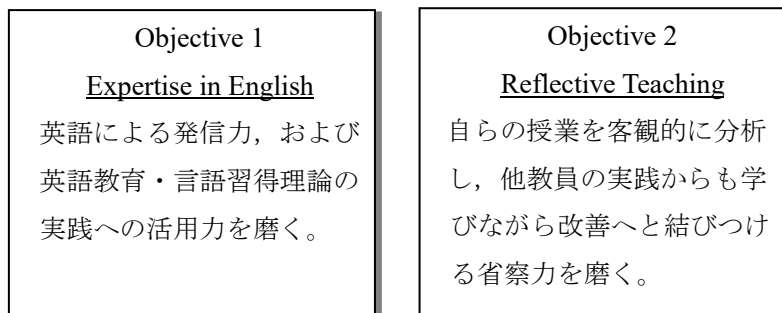 Objective 1
Expertise in English
英語による発信力，および
英語教育・言語習得理論の
実践への活用力を磨く。
Objective 2
Reflective Teaching
自らの授業を客観的に分析
し，他教員の実践からも学
びながら改善へと結びつけ
る省察力を磨く。